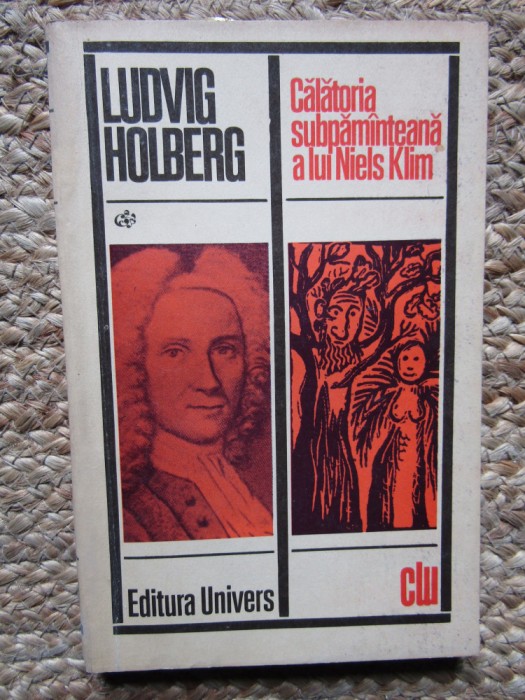 LUDVIG
HOLBERG
Călătoria
subpămînteană
a lui Niels Klim
Editura Univers
clu